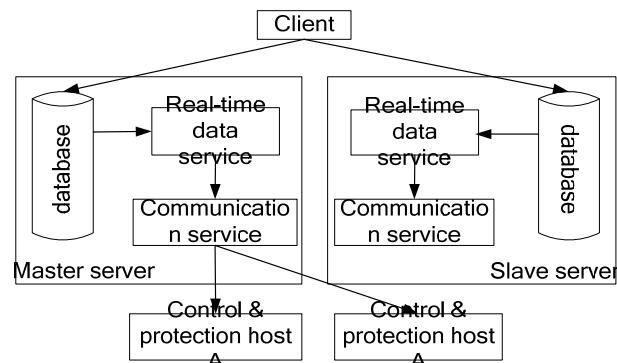 Client
Real-time
data
service
database
Communicatio
n service
Master server
Real-time
data
service
database
Communicatio
n service
Slave server
Control &
protection host
A
Control &
protection host
A